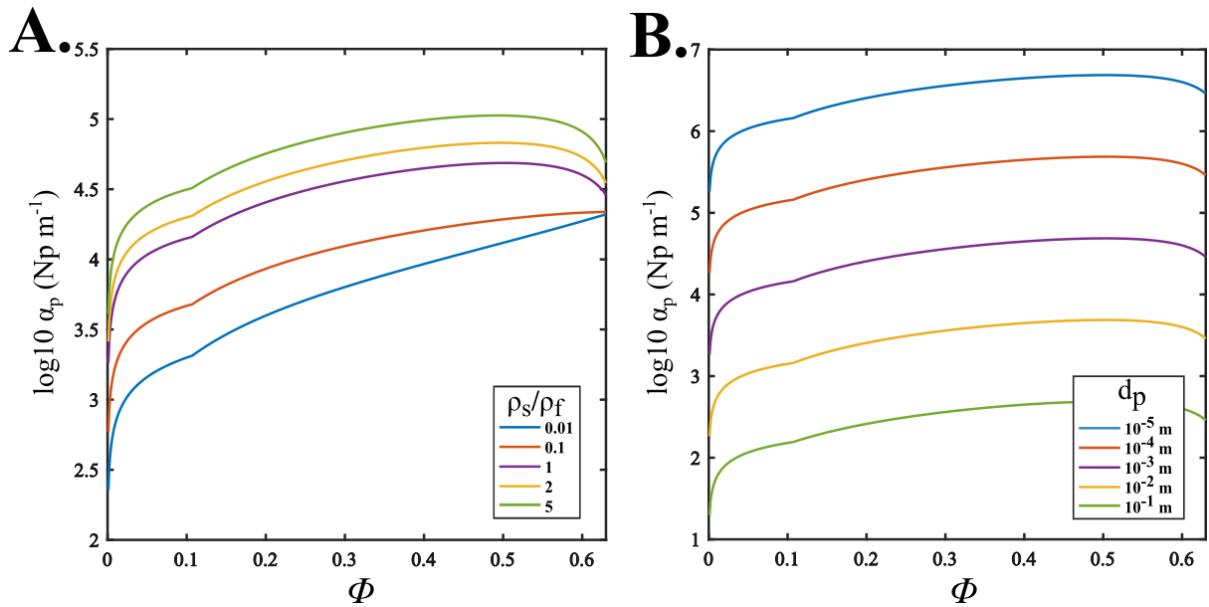 A.
5.5
5
4.5
4
3.5
3
2.5
2
log10 α_p (Np m⁻¹)
0
0.1
0.2
0.3
0.4
0.5
0.6
Φ
ρ_s/ρ_f
0.01
0.1
1
2
5
B.
7
6
5
4
3
2
1
log10 α_p (Np m⁻¹)
0
0.1
0.2
0.3
0.4
0.5
0.6
Φ
d_p
10⁻⁵ m
10⁻⁴ m
10⁻³ m
10⁻² m
10⁻¹ m